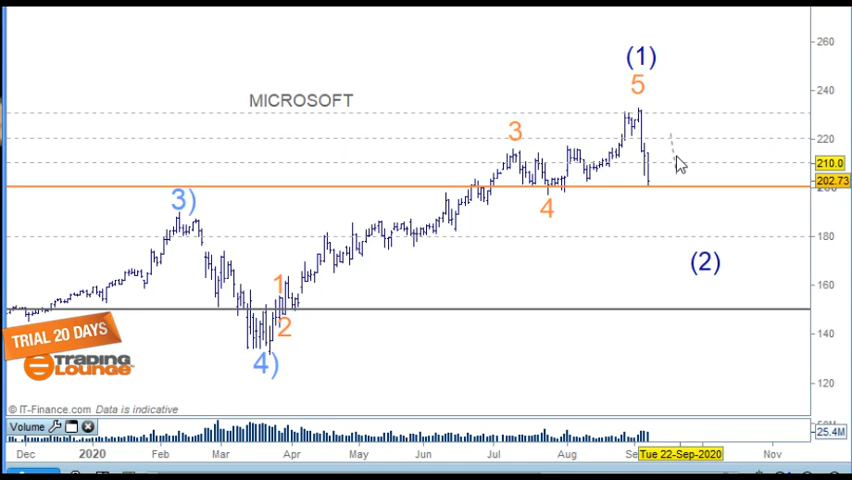 260
(1)
240
5
MICROSOFT
3
220
210.0
202.73
200
3)
4
180
(2)
1
160
2
TRIAL 20 DAYS
140
TRADING
LOUNGE
4)
120
© IT-Finance.com Data is indicative
Volume
25.4M
Dec 2020 Feb Mar Apr May Jun Jul Aug Tue 22-Sep-2020 Nov